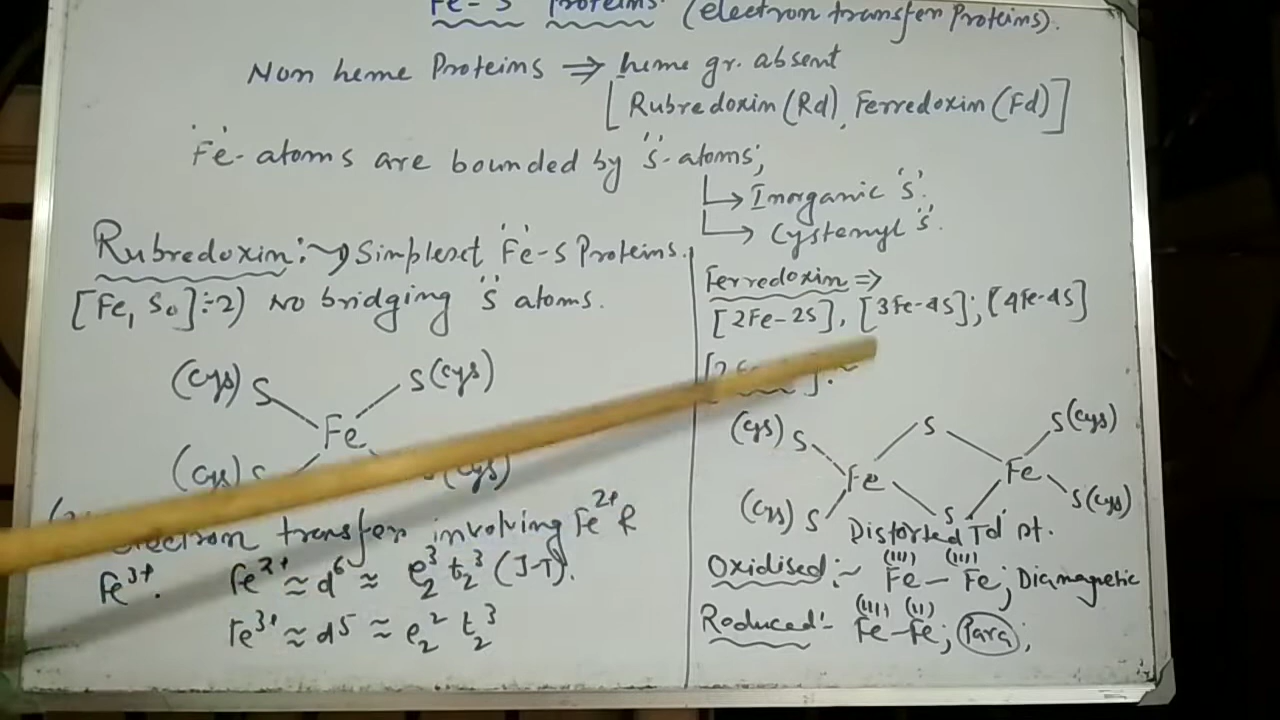 Fe-S Proteins (electron transfer Proteins).
Non heme Proteins ⇒ heme gr. absent
[Rubredoxin (Rd), Ferredoxin (Fd)]
'Fe'-atoms are bounded by 'S'-atoms;
→ Inorganic 'S'.
→ Cystemyl 'S'.
Rubredoxin:~) Simplest 'Fe'-S Proteins.
[Fe, S₀]:~) No bridging 'S' atoms.
(cys) S S (cys)
Fe
(cys) S S (cys)
electron transfer involving Fe²⁺ &
Fe³⁺. Fe²⁺ ≈ d⁶ ≈ e₂³ t₂³ (J-T).
Fe³⁺ ≈ d⁵ ≈ e₂² t₂³
Ferredoxin ⇒
[2Fe-2S], [3Fe-4S]; [4Fe-4S]
(cys) S S S (cys)
Fe Fe
(cys) S S S (cys)
Distorted Td st.
Oxidised:~ Fe(III) – Fe(III); Diamagnetic
Reduced:- Fe(III)-Fe(II); Para;